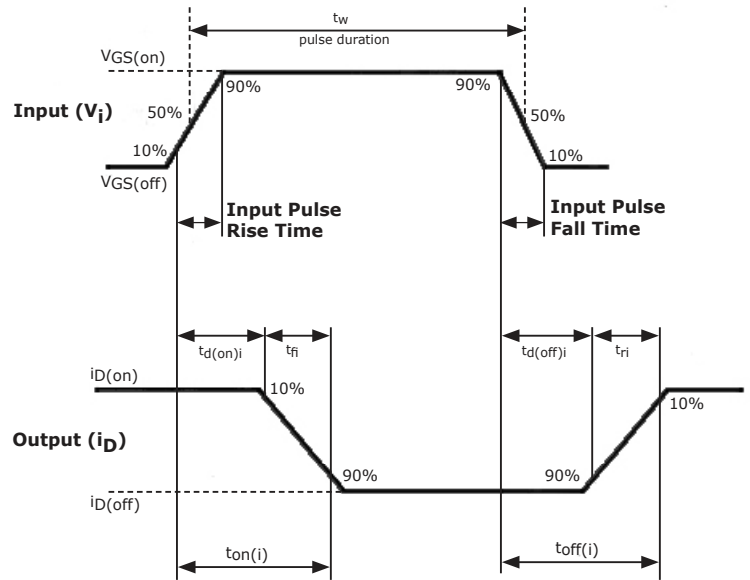 tw
pulse duration
VGS(on)
90%
90%
Input (Vi)
50%
50%
10%
10%
VGS(off)
Input Pulse
Rise Time
Input Pulse
Fall Time
td(on)i
tfi
td(off)i
tri
iD(on)
10%
10%
Output (iD)
90%
90%
iD(off)
ton(i)
toff(i)